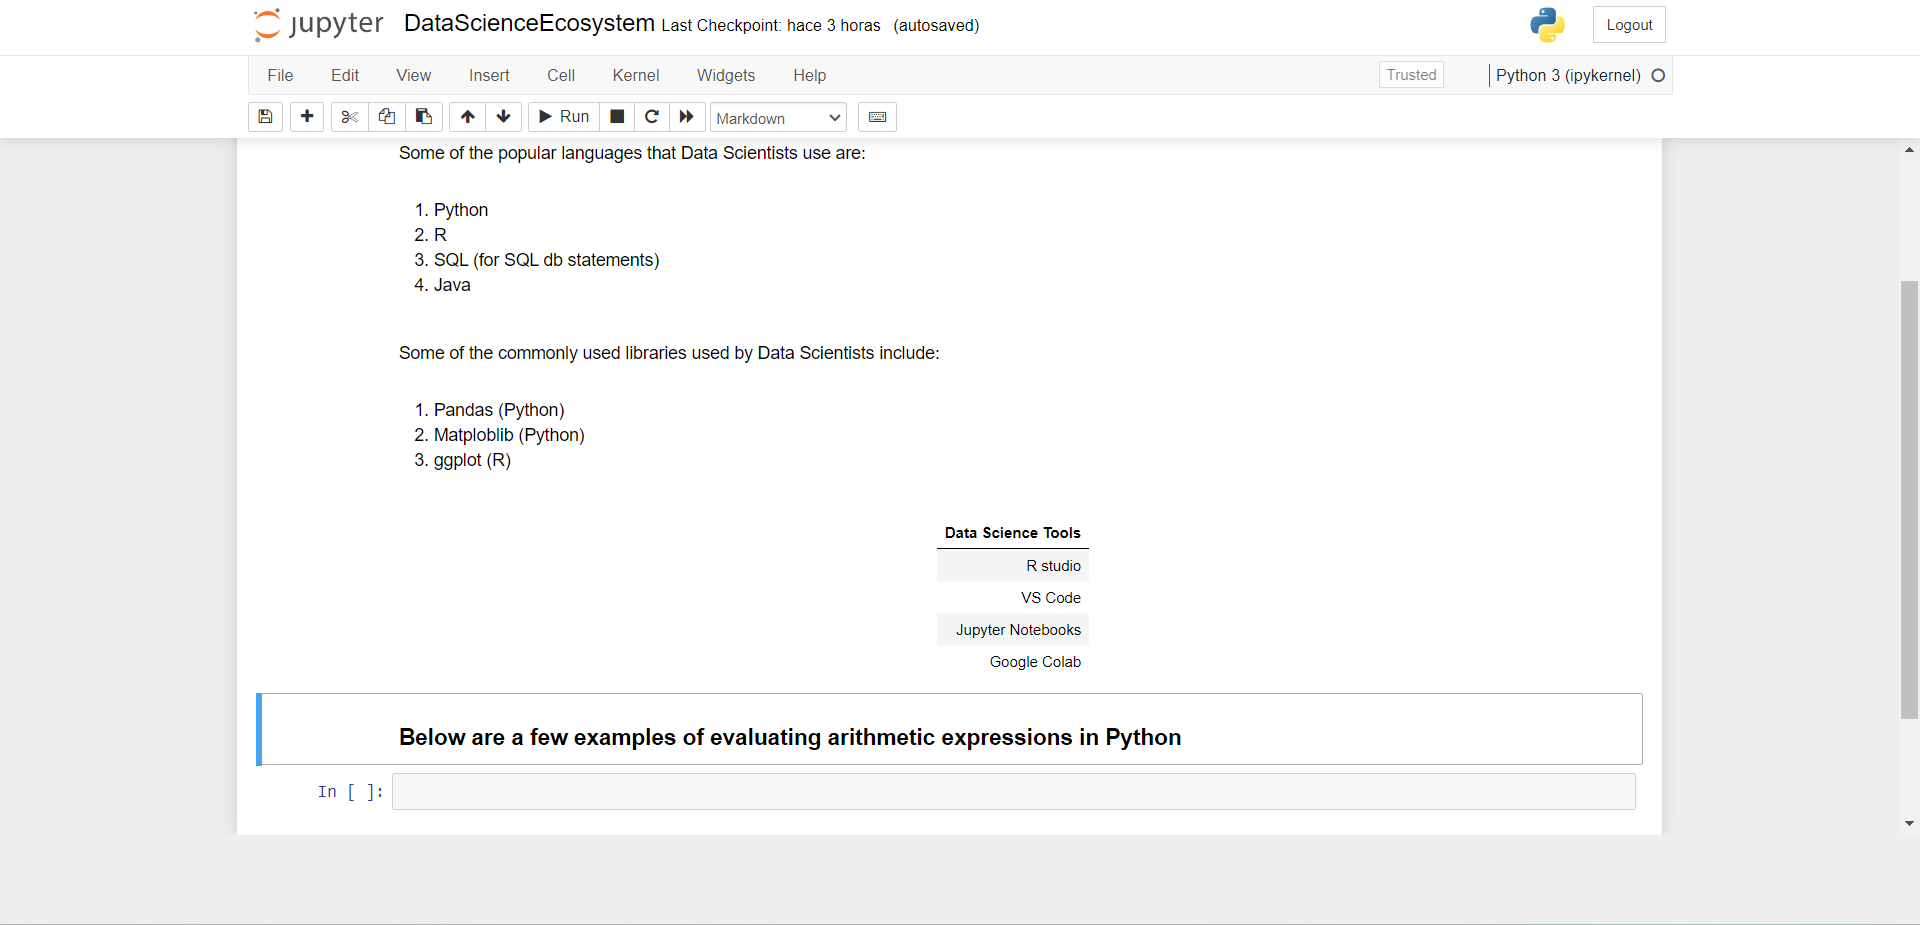 jupyter DataScienceEcosystem Last Checkpoint: hace 3 horas (autosaved) Logout
File Edit View Insert Cell Kernel Widgets Help Trusted Python 3 (ipykernel)
Run Markdown
Some of the popular languages that Data Scientists use are:
1. Python
2. R
3. SQL (for SQL db statements)
4. Java
Some of the commonly used libraries used by Data Scientists include:
1. Pandas (Python)
2. Matploblib (Python)
3. ggplot (R)
Data Science Tools
R studio
VS Code
Jupyter Notebooks
Google Colab
Below are a few examples of evaluating arithmetic expressions in Python
In [ ]: